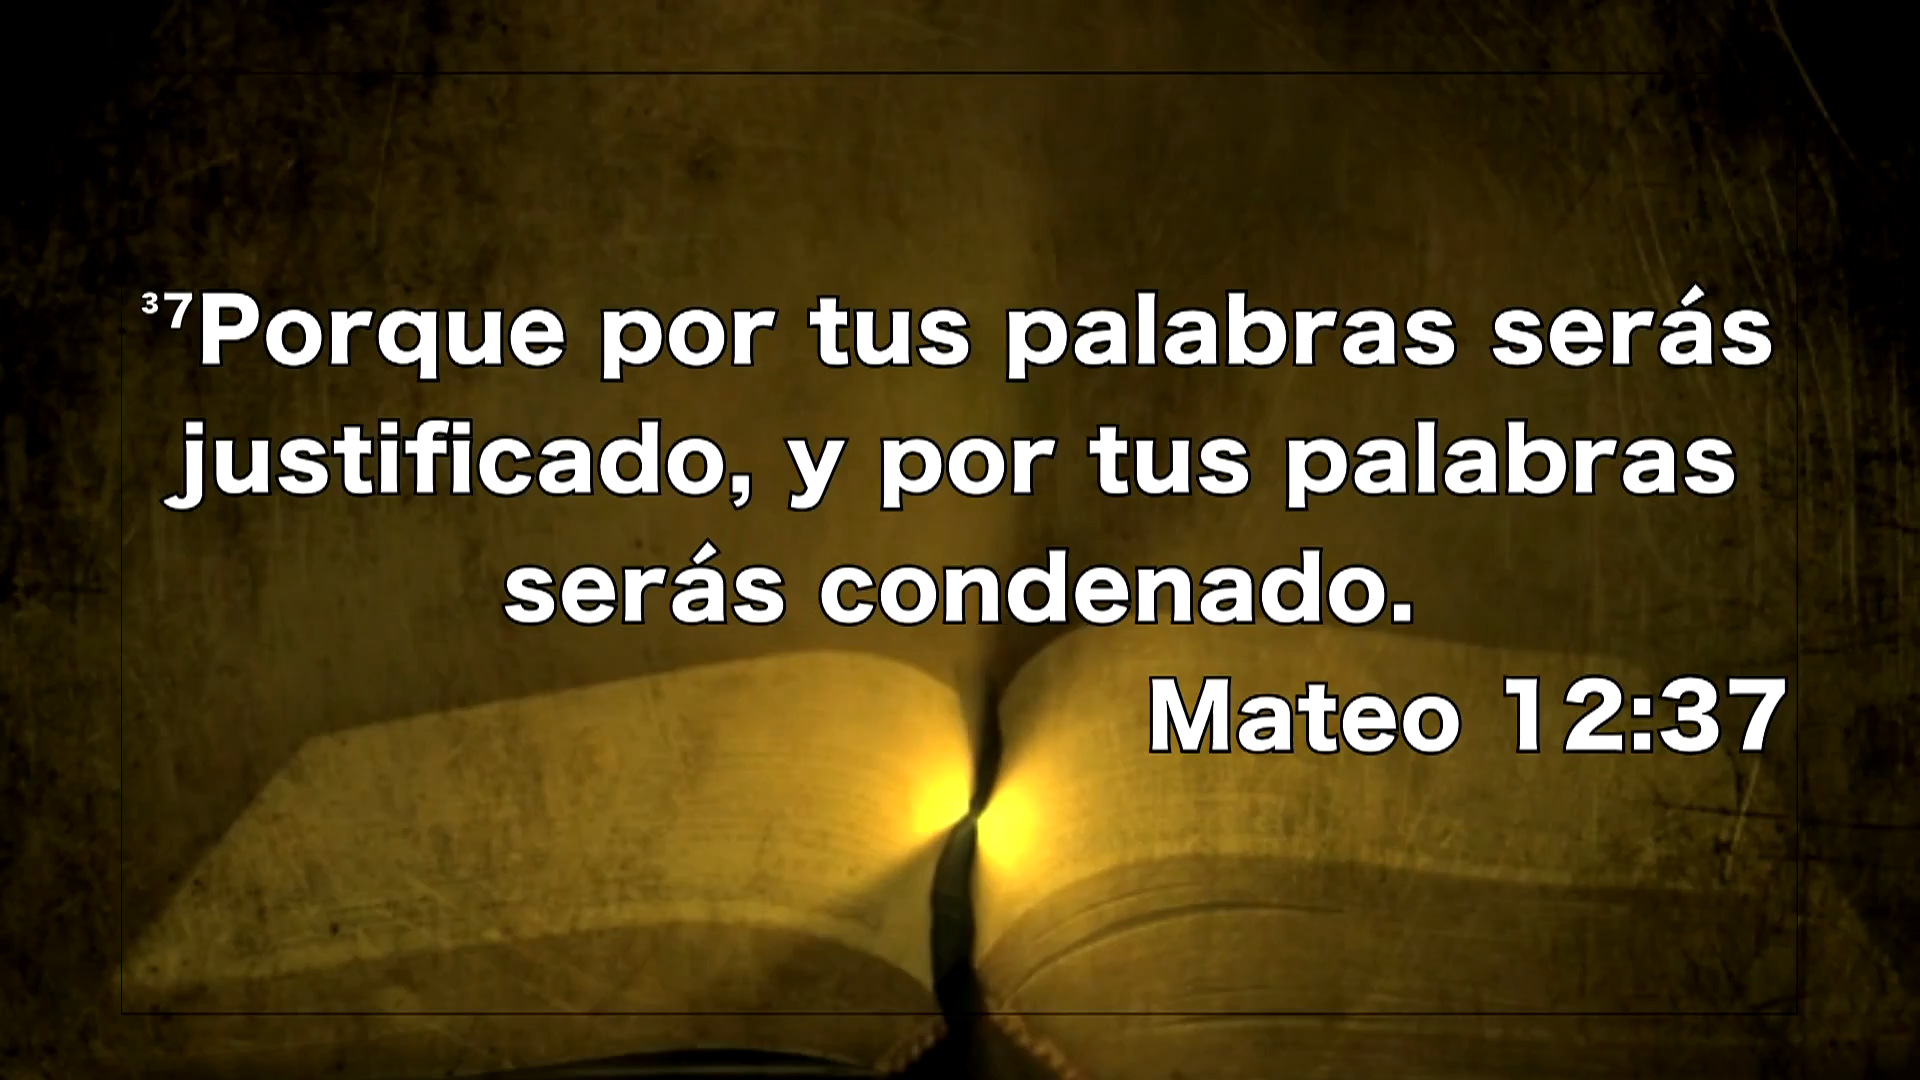 ³⁷Porque por tus palabras serás
justificado, y por tus palabras
serás condenado.
Mateo 12:37